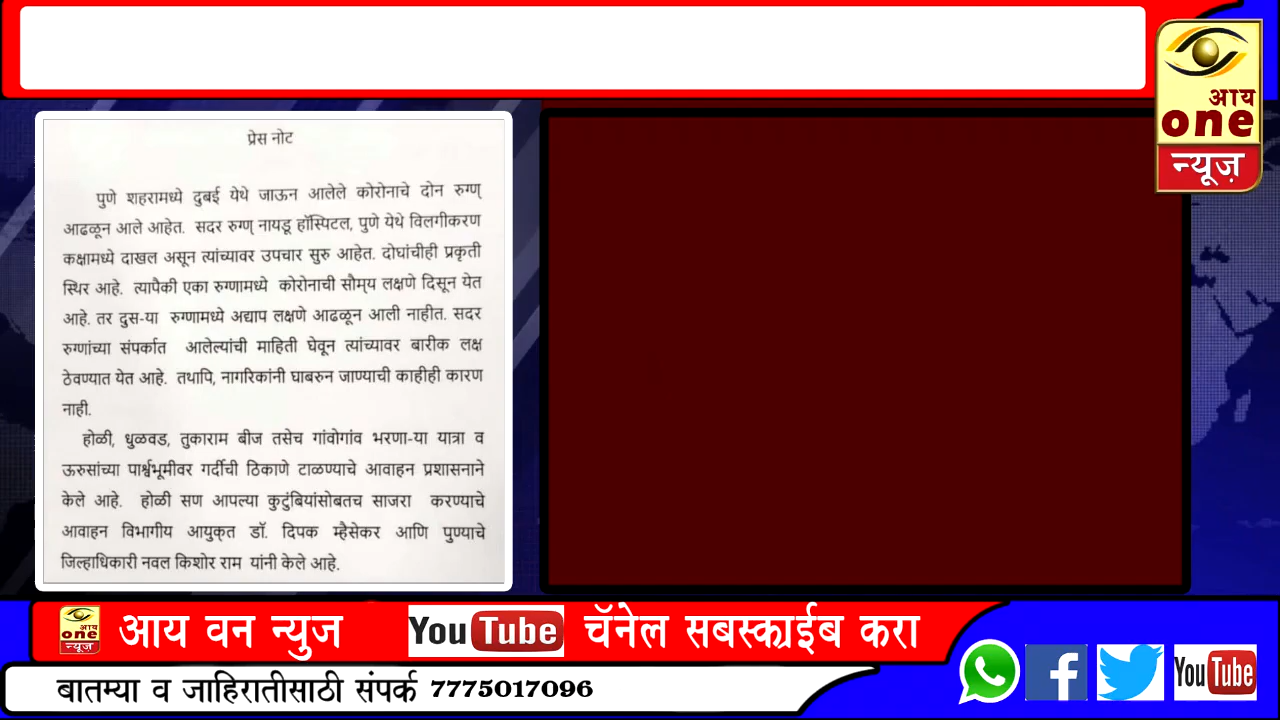 आय
one
न्यूज़
प्रेस नोट
पुणे शहरामध्ये दुबई येथे जाऊन आलेले कोरोनाचे दोन रुग्ण्
आढळून आले आहेत. सदर रुग्ण् नायडू हॉस्पिटल, पुणे येथे विलगीकरण
कक्षामध्ये दाखल असून त्यांच्यावर उपचार सुरु आहेत. दोघांचीही प्रकृती
स्थिर आहे. त्यापैकी एका रुग्णामध्ये कोरोनाची सौम्‍य लक्षणे दिसून येत
आहे. तर दुस-या रुग्णामध्ये अद्याप लक्षणे आढळून आली नाहीत. सदर
रुग्णांच्या संपर्कात आलेल्यांची माहिती घेवून त्यांच्यावर बारीक लक्ष
ठेवण्यात येत आहे. तथापि, नागरिकांनी घाबरुन जाण्याची काहीही कारण
नाही.
होळी, धुळवड, तुकाराम बीज तसेच गांवोगांव भरणा-या यात्रा व
ऊरुसांच्या पार्श्वभूमीवर गर्दीची ठिकाणे टाळण्याचे आवाहन प्रशासनाने
केले आहे. होळी सण आपल्या कुटुंबियांसोबतच साजरा करण्याचे
आवाहन विभागीय आयुक्‍त डॉ. दिपक म्हैसेकर आणि पुण्याचे
जिल्हाधिकारी नवल किशोर राम यांनी केले आहे.
आय
one
न्यूज़
आय वन न्युज YouTube चॅनेल सबस्क्राईब करा
बातम्या व जाहिरातीसाठी संपर्क 7775017096
YouTube